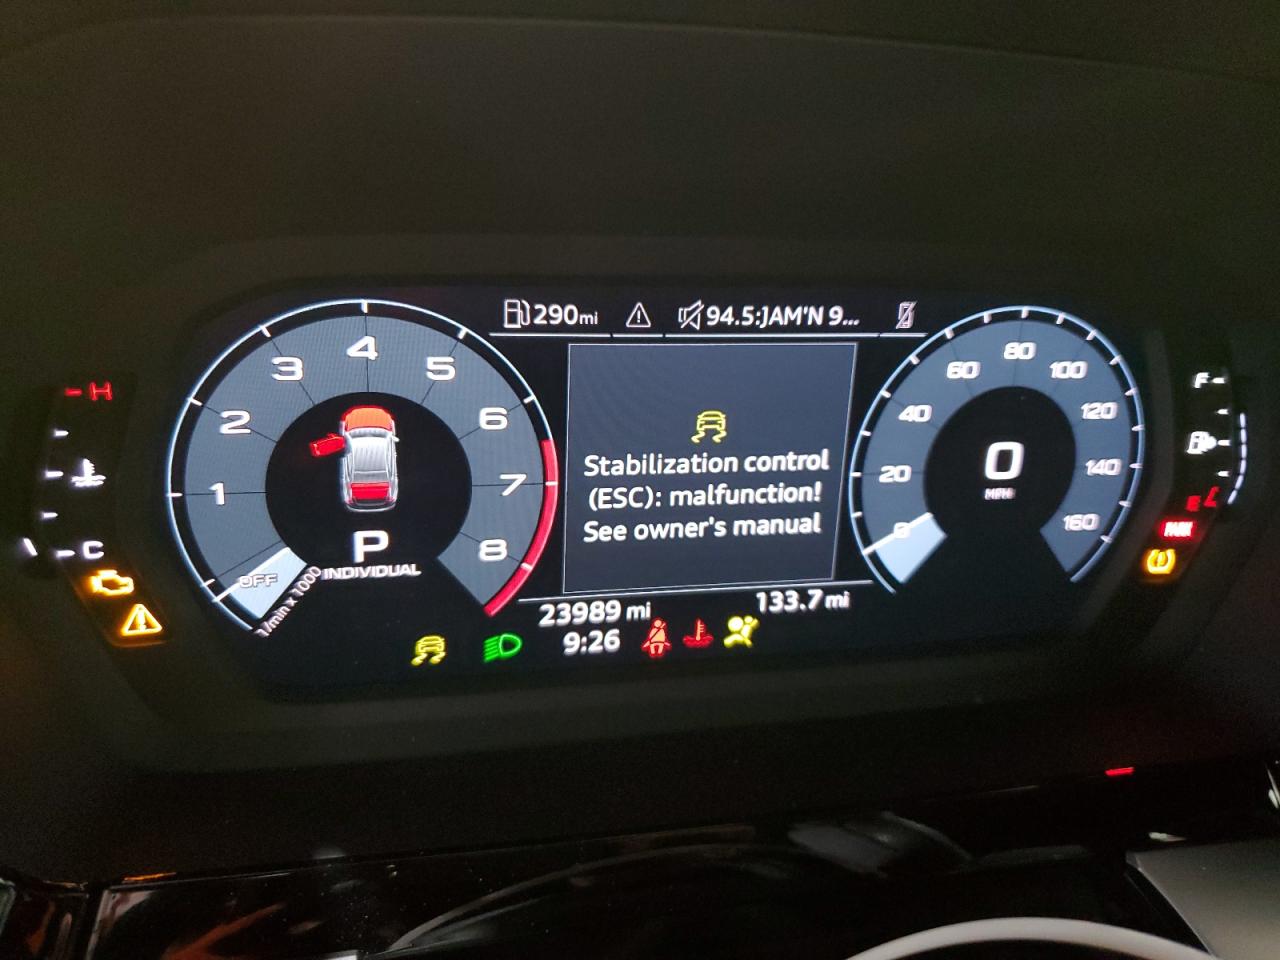 290mi
94.5:JAM'N 9...
H
C
1
2
3
4
5
6
7
8
OFF
1/min x 1000
P
INDIVIDUAL
Stabilization control
(ESC): malfunction!
See owner's manual
23989 mi
133.7 mi
9:26
0
20
40
60
80
100
120
140
160
0
MPH
F
E
PARK